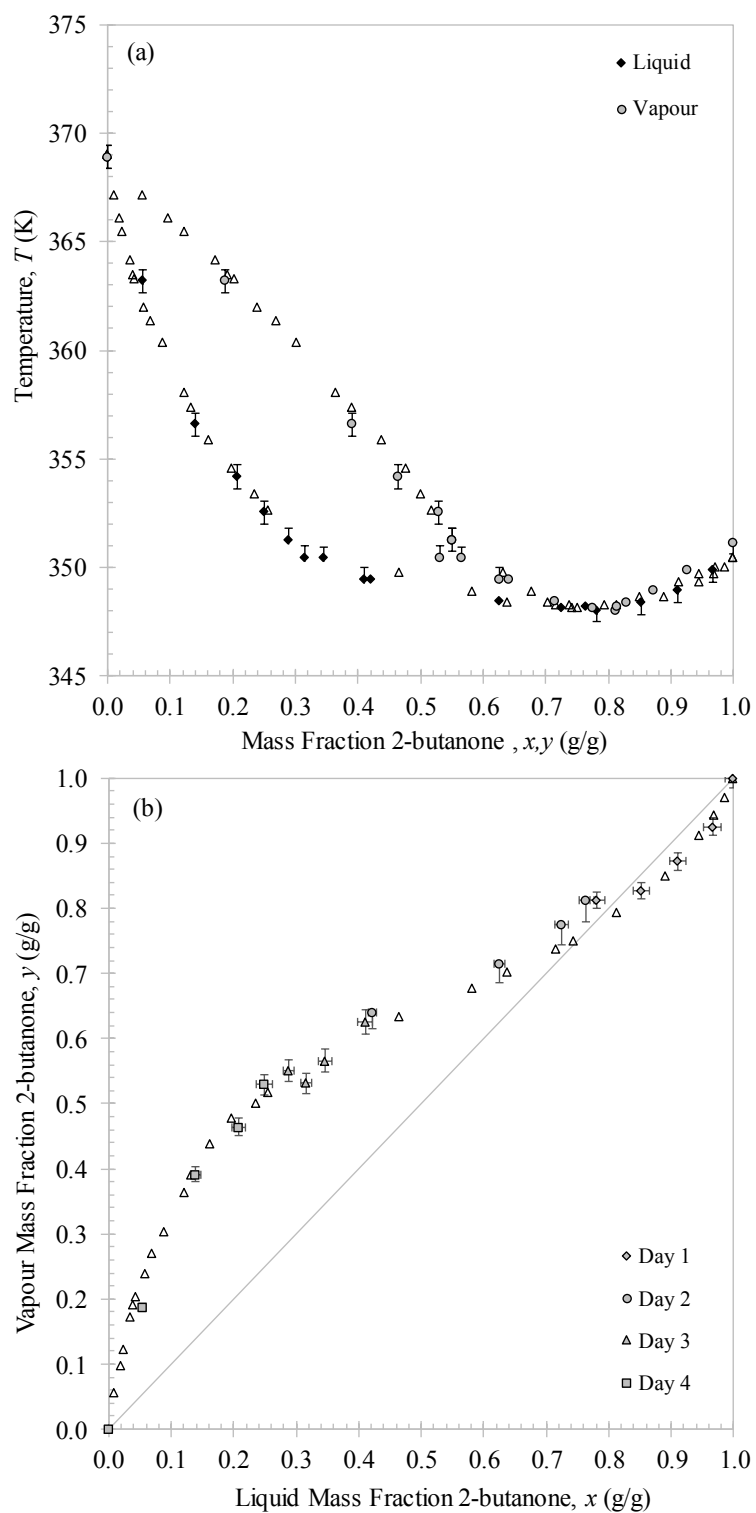 375
(a)
Liquid
Vapour
370
365
360
355
350
345
Temperature, T (K)
0.0 0.1 0.2 0.3 0.4 0.5 0.6 0.7 0.8 0.9 1.0
Mass Fraction 2-butanone , x,y (g/g)
1.0
(b)
0.9
0.8
0.7
0.6
0.5
0.4
0.3
0.2
0.1
0.0
Vapour Mass Fraction 2-butanone, y (g/g)
Day 1
Day 2
Day 3
Day 4
0.0 0.1 0.2 0.3 0.4 0.5 0.6 0.7 0.8 0.9 1.0
Liquid Mass Fraction 2-butanone, x (g/g)